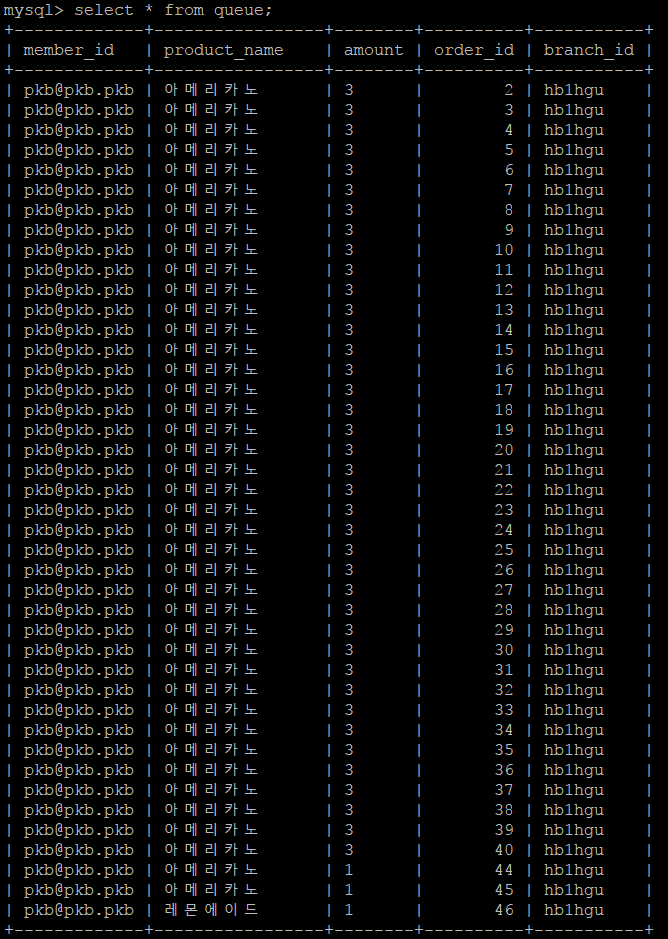 mysql> select * from queue;
+-------------+-----------------+--------+----------+-----------+
| member_id | product_name | amount | order_id | branch_id |
+-------------+-----------------+--------+----------+-----------+
| pkb@pkb.pkb | 아메리카노 | 3 | 2 | hb1hgu |
| pkb@pkb.pkb | 아메리카노 | 3 | 3 | hb1hgu |
| pkb@pkb.pkb | 아메리카노 | 3 | 4 | hb1hgu |
| pkb@pkb.pkb | 아메리카노 | 3 | 5 | hb1hgu |
| pkb@pkb.pkb | 아메리카노 | 3 | 6 | hb1hgu |
| pkb@pkb.pkb | 아메리카노 | 3 | 7 | hb1hgu |
| pkb@pkb.pkb | 아메리카노 | 3 | 8 | hb1hgu |
| pkb@pkb.pkb | 아메리카노 | 3 | 9 | hb1hgu |
| pkb@pkb.pkb | 아메리카노 | 3 | 10 | hb1hgu |
| pkb@pkb.pkb | 아메리카노 | 3 | 11 | hb1hgu |
| pkb@pkb.pkb | 아메리카노 | 3 | 12 | hb1hgu |
| pkb@pkb.pkb | 아메리카노 | 3 | 13 | hb1hgu |
| pkb@pkb.pkb | 아메리카노 | 3 | 14 | hb1hgu |
| pkb@pkb.pkb | 아메리카노 | 3 | 15 | hb1hgu |
| pkb@pkb.pkb | 아메리카노 | 3 | 16 | hb1hgu |
| pkb@pkb.pkb | 아메리카노 | 3 | 17 | hb1hgu |
| pkb@pkb.pkb | 아메리카노 | 3 | 18 | hb1hgu |
| pkb@pkb.pkb | 아메리카노 | 3 | 19 | hb1hgu |
| pkb@pkb.pkb | 아메리카노 | 3 | 20 | hb1hgu |
| pkb@pkb.pkb | 아메리카노 | 3 | 21 | hb1hgu |
| pkb@pkb.pkb | 아메리카노 | 3 | 22 | hb1hgu |
| pkb@pkb.pkb | 아메리카노 | 3 | 23 | hb1hgu |
| pkb@pkb.pkb | 아메리카노 | 3 | 24 | hb1hgu |
| pkb@pkb.pkb | 아메리카노 | 3 | 25 | hb1hgu |
| pkb@pkb.pkb | 아메리카노 | 3 | 26 | hb1hgu |
| pkb@pkb.pkb | 아메리카노 | 3 | 27 | hb1hgu |
| pkb@pkb.pkb | 아메리카노 | 3 | 28 | hb1hgu |
| pkb@pkb.pkb | 아메리카노 | 3 | 29 | hb1hgu |
| pkb@pkb.pkb | 아메리카노 | 3 | 30 | hb1hgu |
| pkb@pkb.pkb | 아메리카노 | 3 | 31 | hb1hgu |
| pkb@pkb.pkb | 아메리카노 | 3 | 32 | hb1hgu |
| pkb@pkb.pkb | 아메리카노 | 3 | 33 | hb1hgu |
| pkb@pkb.pkb | 아메리카노 | 3 | 34 | hb1hgu |
| pkb@pkb.pkb | 아메리카노 | 3 | 35 | hb1hgu |
| pkb@pkb.pkb | 아메리카노 | 3 | 36 | hb1hgu |
| pkb@pkb.pkb | 아메리카노 | 3 | 37 | hb1hgu |
| pkb@pkb.pkb | 아메리카노 | 3 | 38 | hb1hgu |
| pkb@pkb.pkb | 아메리카노 | 3 | 39 | hb1hgu |
| pkb@pkb.pkb | 아메리카노 | 3 | 40 | hb1hgu |
| pkb@pkb.pkb | 아메리카노 | 1 | 44 | hb1hgu |
| pkb@pkb.pkb | 아메리카노 | 1 | 45 | hb1hgu |
| pkb@pkb.pkb | 레몬에이드 | 1 | 46 | hb1hgu |
+-------------+-----------------+--------+----------+-----------+